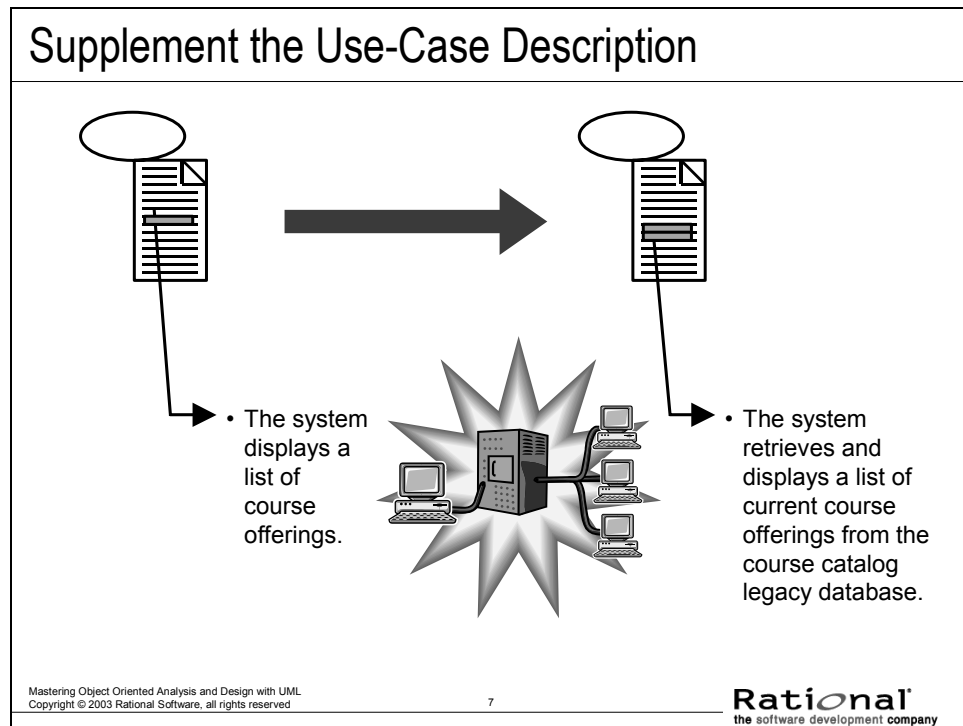 Supplement the Use-Case Description
• The system
displays a
list of
course
offerings.
• The system
retrieves and
displays a list of
current course
offerings from the
course catalog
legacy database.
Mastering Object Oriented Analysis and Design with UML
Copyright © 2003 Rational Software, all rights reserved
7
Rational
the software development company